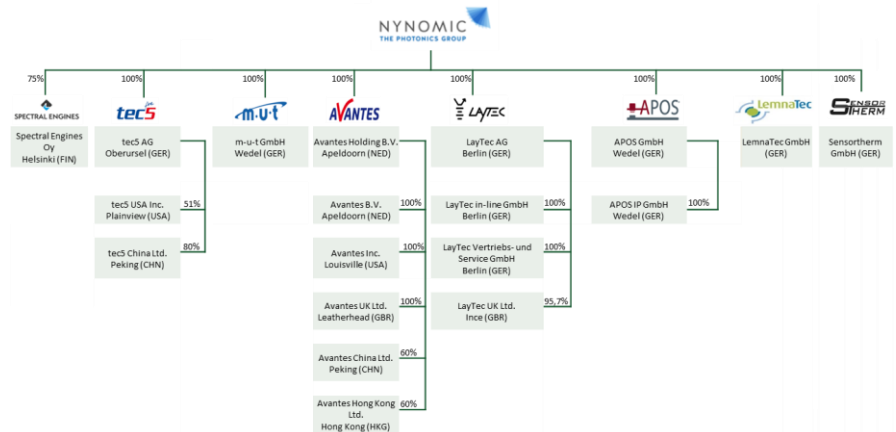 NYNOMIC
THE PHOTONICS GROUP
75%
100%
100%
100%
100%
100%
100%
100%
SPECTRAL ENGINES
tec5
m·u·t
AVANTES
LAYTEC
APOS
LemnaTec
SENSOR
THERM
Spectral Engines
Oy
Helsinki (FIN)
tec5 AG
Oberursel (GER)
m-u-t GmbH
Wedel (GER)
Avantes Holding B.V.
Apeldoorn (NED)
LayTec AG
Berlin (GER)
APOS GmbH
Wedel (GER)
LemnaTec GmbH
(GER)
Sensortherm
GmbH (GER)
tec5 USA Inc.
Plainview (USA)
51%
Avantes B.V.
Apeldoorn (NED)
100%
LayTec in-line GmbH
Berlin (GER)
100%
APOS IP GmbH
Wedel (GER)
100%
tec5 China Ltd.
Peking (CHN)
80%
Avantes Inc.
Louisville (USA)
100%
LayTec Vertriebs- und
Service GmbH
Berlin (GER)
100%
Avantes UK Ltd.
Leatherhead (GBR)
100%
LayTec UK Ltd.
Ince (GBR)
95,7%
Avantes China Ltd.
Peking (CHN)
60%
Avantes Hong Kong
Ltd.
Hong Kong (HKG)
60%